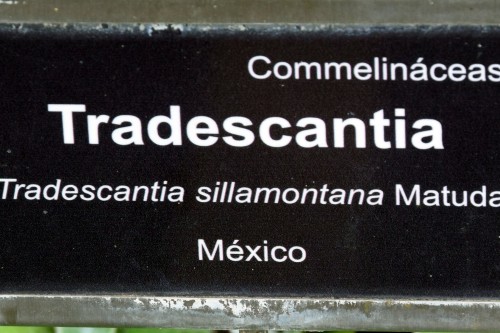 Commelináceas
Tradescantia
Tradescantia sillamontana Matuda
México